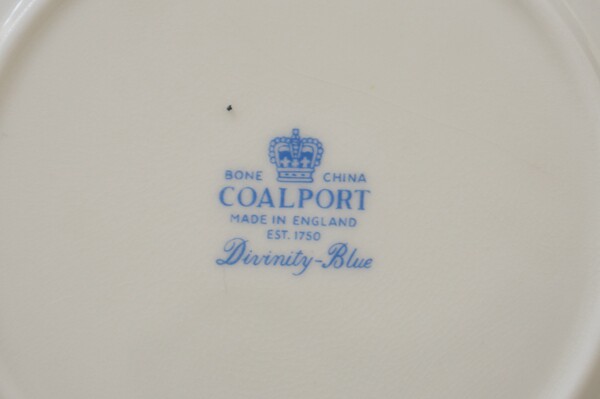 BONE CHINA
COALPORT
MADE IN ENGLAND
EST. 1750
Divinity-Blue